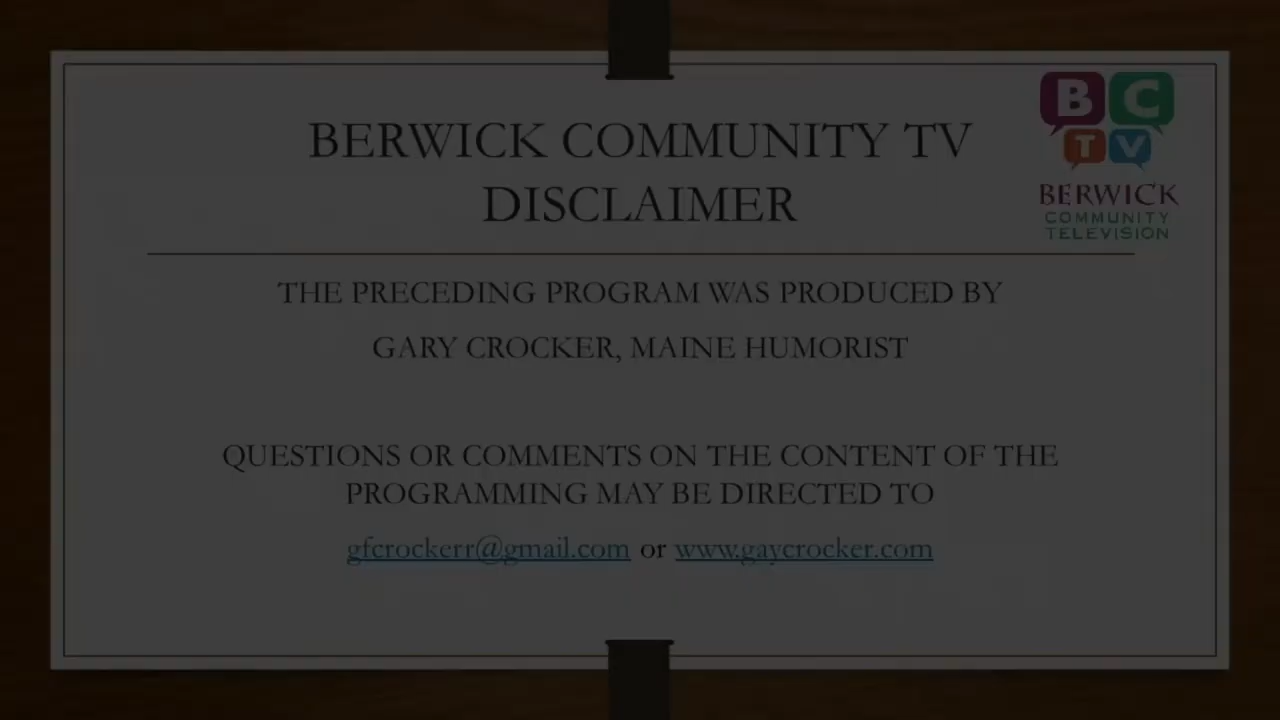 BERWICK COMMUNITY TV
DISCLAIMER
B C
T V
BERWICK
COMMUNITY
TELEVISION
THE PRECEDING PROGRAM WAS PRODUCED BY
GARY CROCKER, MAINE HUMORIST
QUESTIONS OR COMMENTS ON THE CONTENT OF THE
PROGRAMMING MAY BE DIRECTED TO
gfcrockerr@gmail.com or www.gaycrocker.com